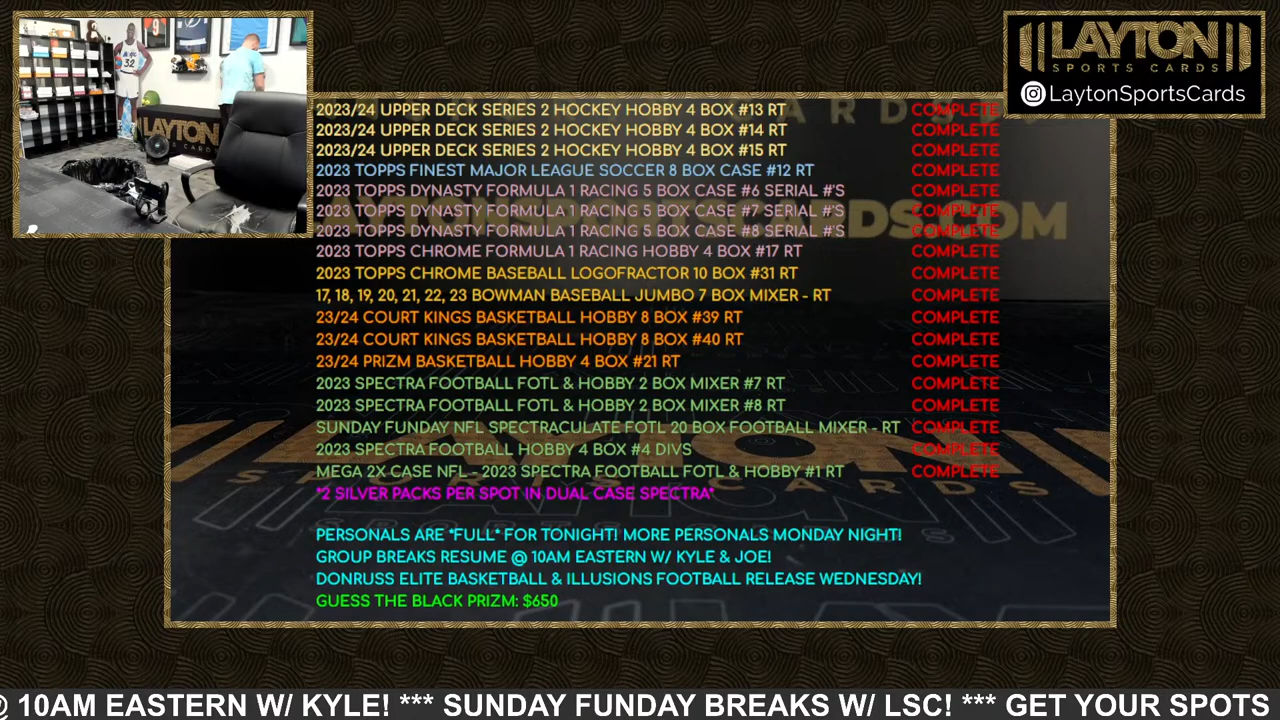 LAYTON
SPORTS CARDS
LaytonSportsCards
32
LAYTON
2023/24 UPPER DECK SERIES 2 HOCKEY HOBBY 4 BOX #13 RT COMPLETE
2023/24 UPPER DECK SERIES 2 HOCKEY HOBBY 4 BOX #14 RT COMPLETE
2023/24 UPPER DECK SERIES 2 HOCKEY HOBBY 4 BOX #15 RT COMPLETE
2023 TOPPS FINEST MAJOR LEAGUE SOCCER 8 BOX CASE #12 RT COMPLETE
2023 TOPPS DYNASTY FORMULA 1 RACING 5 BOX CASE #6 SERIAL #'S COMPLETE
2023 TOPPS DYNASTY FORMULA 1 RACING 5 BOX CASE #7 SERIAL #'S COMPLETE
2023 TOPPS DYNASTY FORMULA 1 RACING 5 BOX CASE #8 SERIAL #'S COMPLETE
2023 TOPPS CHROME FORMULA 1 RACING HOBBY 4 BOX #17 RT COMPLETE
2023 TOPPS CHROME BASEBALL LOGOFRACTOR 10 BOX #31 RT COMPLETE
17, 18, 19, 20, 21, 22, 23 BOWMAN BASEBALL JUMBO 7 BOX MIXER - RT COMPLETE
23/24 COURT KINGS BASKETBALL HOBBY 8 BOX #39 RT COMPLETE
23/24 COURT KINGS BASKETBALL HOBBY 8 BOX #40 RT COMPLETE
23/24 PRIZM BASKETBALL HOBBY 4 BOX #21 RT COMPLETE
2023 SPECTRA FOOTBALL FOTL & HOBBY 2 BOX MIXER #7 RT COMPLETE
2023 SPECTRA FOOTBALL FOTL & HOBBY 2 BOX MIXER #8 RT COMPLETE
SUNDAY FUNDAY NFL SPECTRACULATE FOTL 20 BOX FOOTBALL MIXER - RT COMPLETE
2023 SPECTRA FOOTBALL HOBBY 4 BOX #4 DIVS COMPLETE
MEGA 2X CASE NFL - 2023 SPECTRA FOOTBALL FOTL & HOBBY #1 RT COMPLETE
*2 SILVER PACKS PER SPOT IN DUAL CASE SPECTRA*
PERSONALS ARE *FULL* FOR TONIGHT! MORE PERSONALS MONDAY NIGHT!
GROUP BREAKS RESUME @ 10AM EASTERN W/ KYLE & JOE!
DONRUSS ELITE BASKETBALL & ILLUSIONS FOOTBALL RELEASE WEDNESDAY!
GUESS THE BLACK PRIZM: $650
@ 10AM EASTERN W/ KYLE! *** SUNDAY FUNDAY BREAKS W/ LSC! *** GET YOUR SPOTS